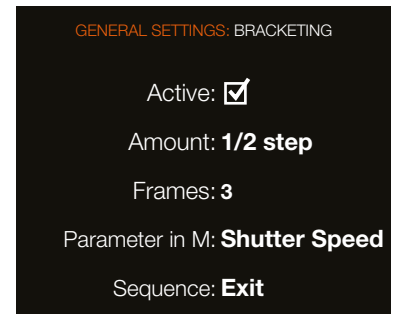 GENERAL SETTINGS: BRACKETING
Active:
Amount: 1/2 step
Frames: 3
Parameter in M: Shutter Speed
Sequence: Exit